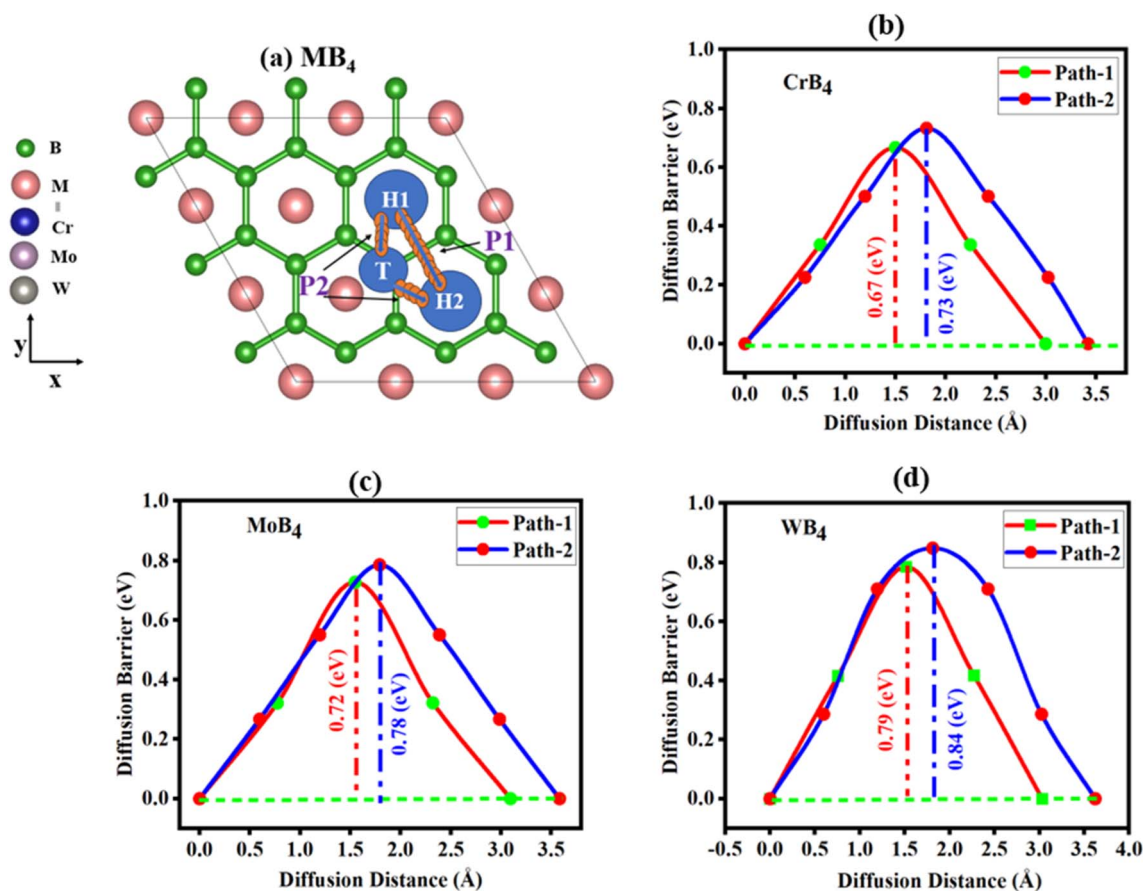 (a) MB₄
B
M
=
Cr
Mo
W
y
x
H1
T
H2
P1
P2
(b)
CrB₄
Path-1
Path-2
Diffusion Barrier (eV)
1.0
0.8
0.6
0.4
0.2
0.0
0.67 (eV)
0.73 (eV)
0.0 0.5 1.0 1.5 2.0 2.5 3.0 3.5
Diffusion Distance (Å)
(c)
MoB₄
Path-1
Path-2
Diffusion Barrier (eV)
1.0
0.8
0.6
0.4
0.2
0.0
0.72 (eV)
0.78 (eV)
0.0 0.5 1.0 1.5 2.0 2.5 3.0 3.5
Diffusion Distance (Å)
(d)
WB₄
Path-1
Path-2
Diffusion Barrier (eV)
1.0
0.8
0.6
0.4
0.2
0.0
0.79 (eV)
0.84 (eV)
-0.5 0.0 0.5 1.0 1.5 2.0 2.5 3.0 3.5 4.0
Diffusion Distance (Å)